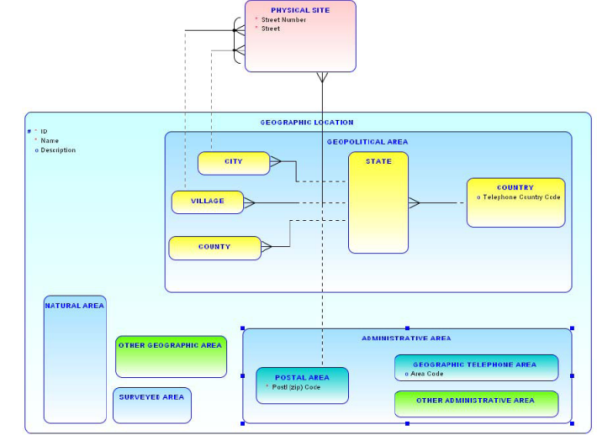 PHYSICAL SITE
* Street Number
* Street
GEOGRAPHIC LOCATION
# * ID
* Name
o Description
GEOPOLITICAL AREA
CITY
STATE
VILLAGE
COUNTRY
o Telephone Country Code
COUNTY
NATURAL AREA
OTHER GEOGRAPHIC AREA
SURVEYED AREA
ADMINISTRATIVE AREA
POSTAL AREA
* Postl (zip) Code
GEOGRAPHIC TELEPHONE AREA
o Area Code
OTHER ADMINISTRATIVE AREA